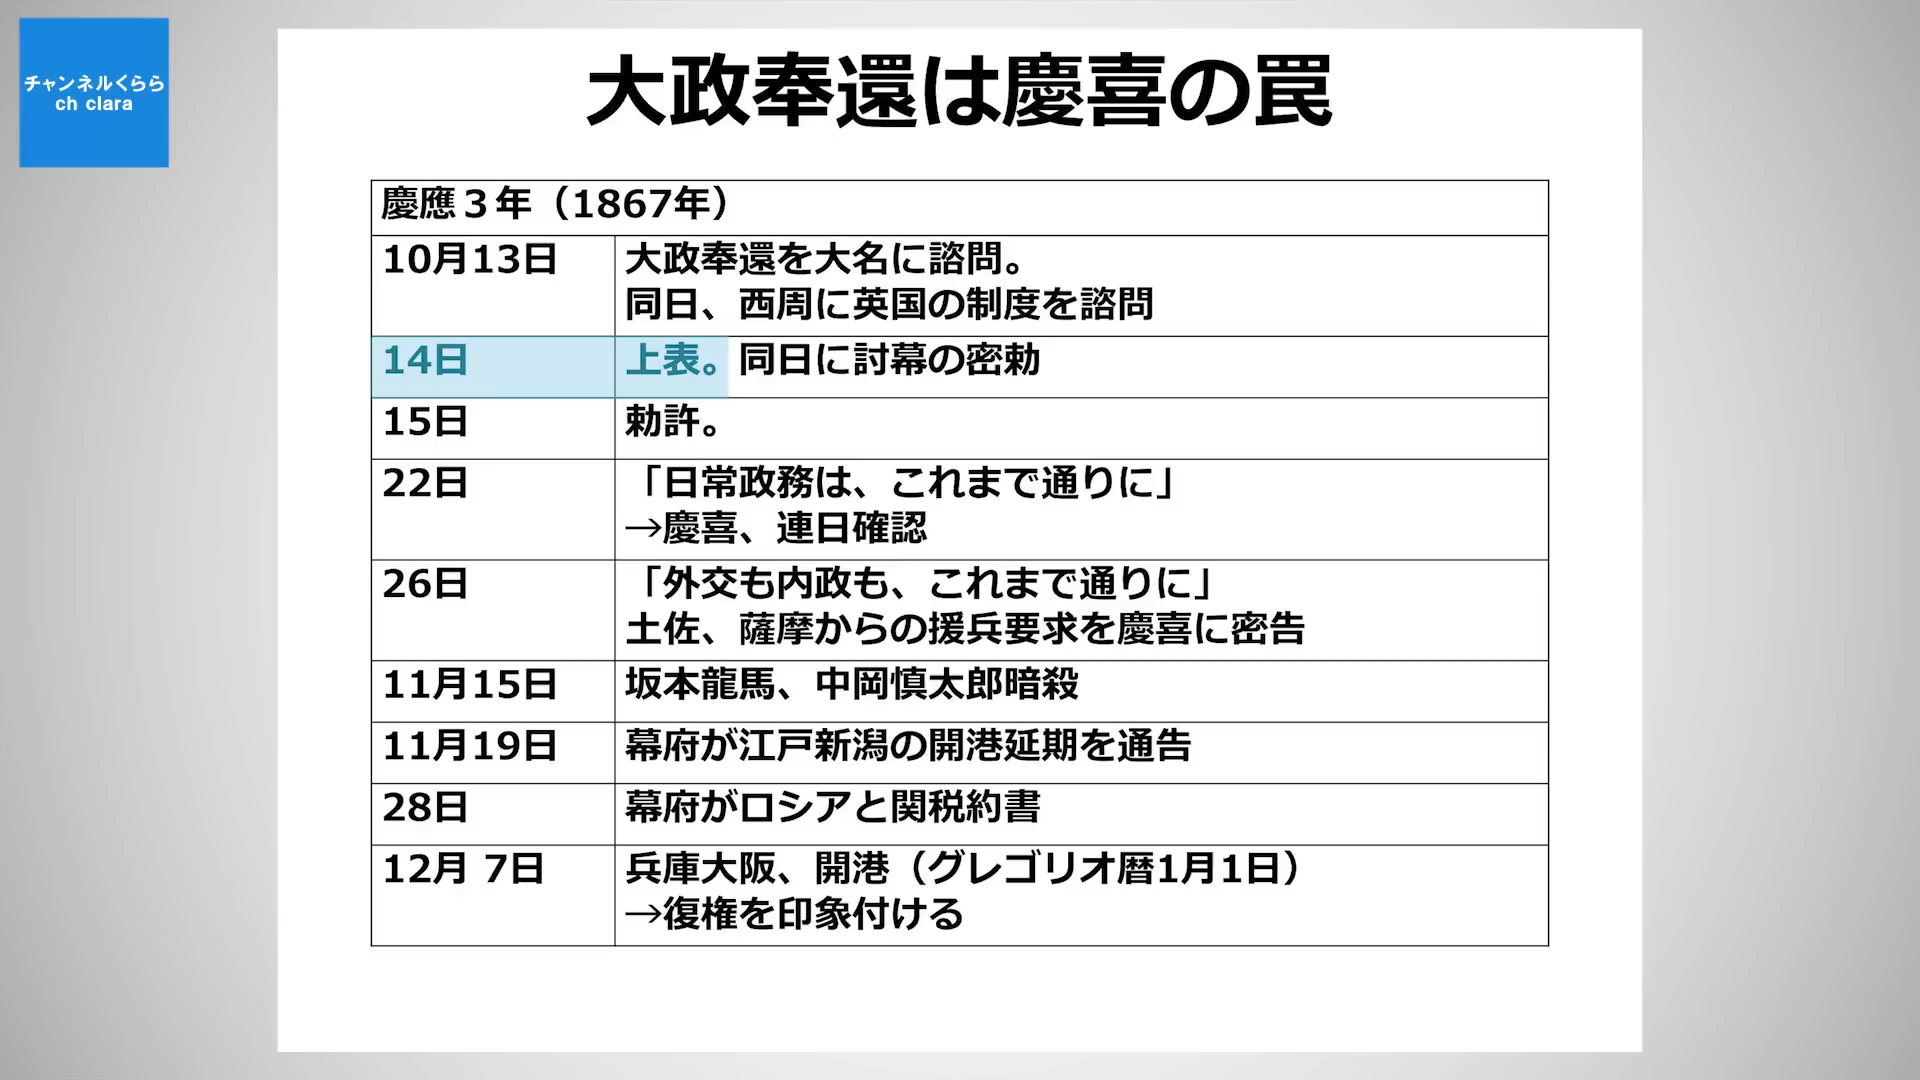 チャンネルくらら
ch clara
大政奉還は慶喜の罠
慶應３年（1867年）
10月13日
大政奉還を大名に諮問。
同日、西周に英国の制度を諮問
14日
上表。同日に討幕の密勅
15日
勅許。
22日
「日常政務は、これまで通りに」
→慶喜、連日確認
26日
「外交も内政も、これまで通りに」
土佐、薩摩からの援兵要求を慶喜に密告
11月15日
坂本龍馬、中岡慎太郎暗殺
11月19日
幕府が江戸新潟の開港延期を通告
28日
幕府がロシアと関税約書
12月 7日
兵庫大阪、開港（グレゴリオ暦1月1日）
→復権を印象付ける